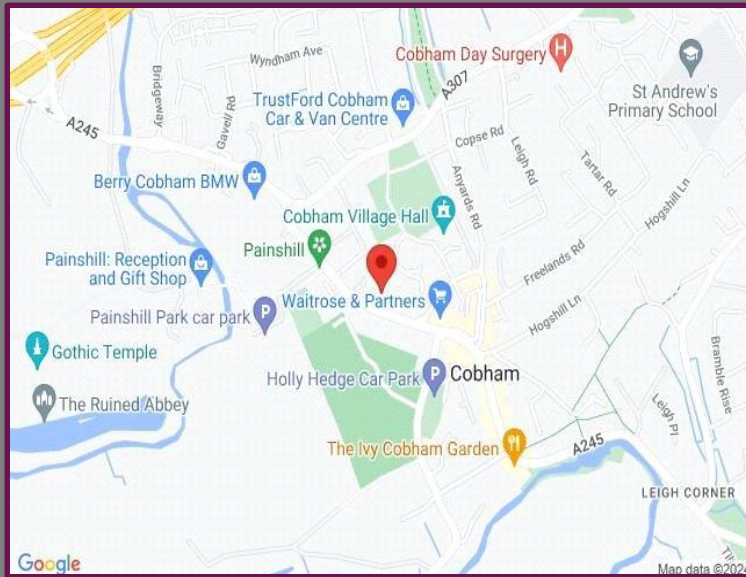 Wyndham Ave
Cobham Day Surgery
H
Bridgeway
Gavell Rd
A307
St Andrew's
Primary School
TrustFord Cobham
Car & Van Centre
A245
Copse Rd
Leigh Rd
Tartar Rd
Anyards Rd
Hogshill Ln
Berry Cobham BMW
Cobham Village Hall
Painshill
Freelands Rd
Painshill: Reception
and Gift Shop
Waitrose & Partners
Hogshill Ln
Painshill Park car park
P
Gothic Temple
Bramble Rise
Holly Hedge Car Park
P
Cobham
The Ruined Abbey
Leigh Pl
The Ivy Cobham Garden
A245
LEIGH CORNER
Google
Map data ©2024